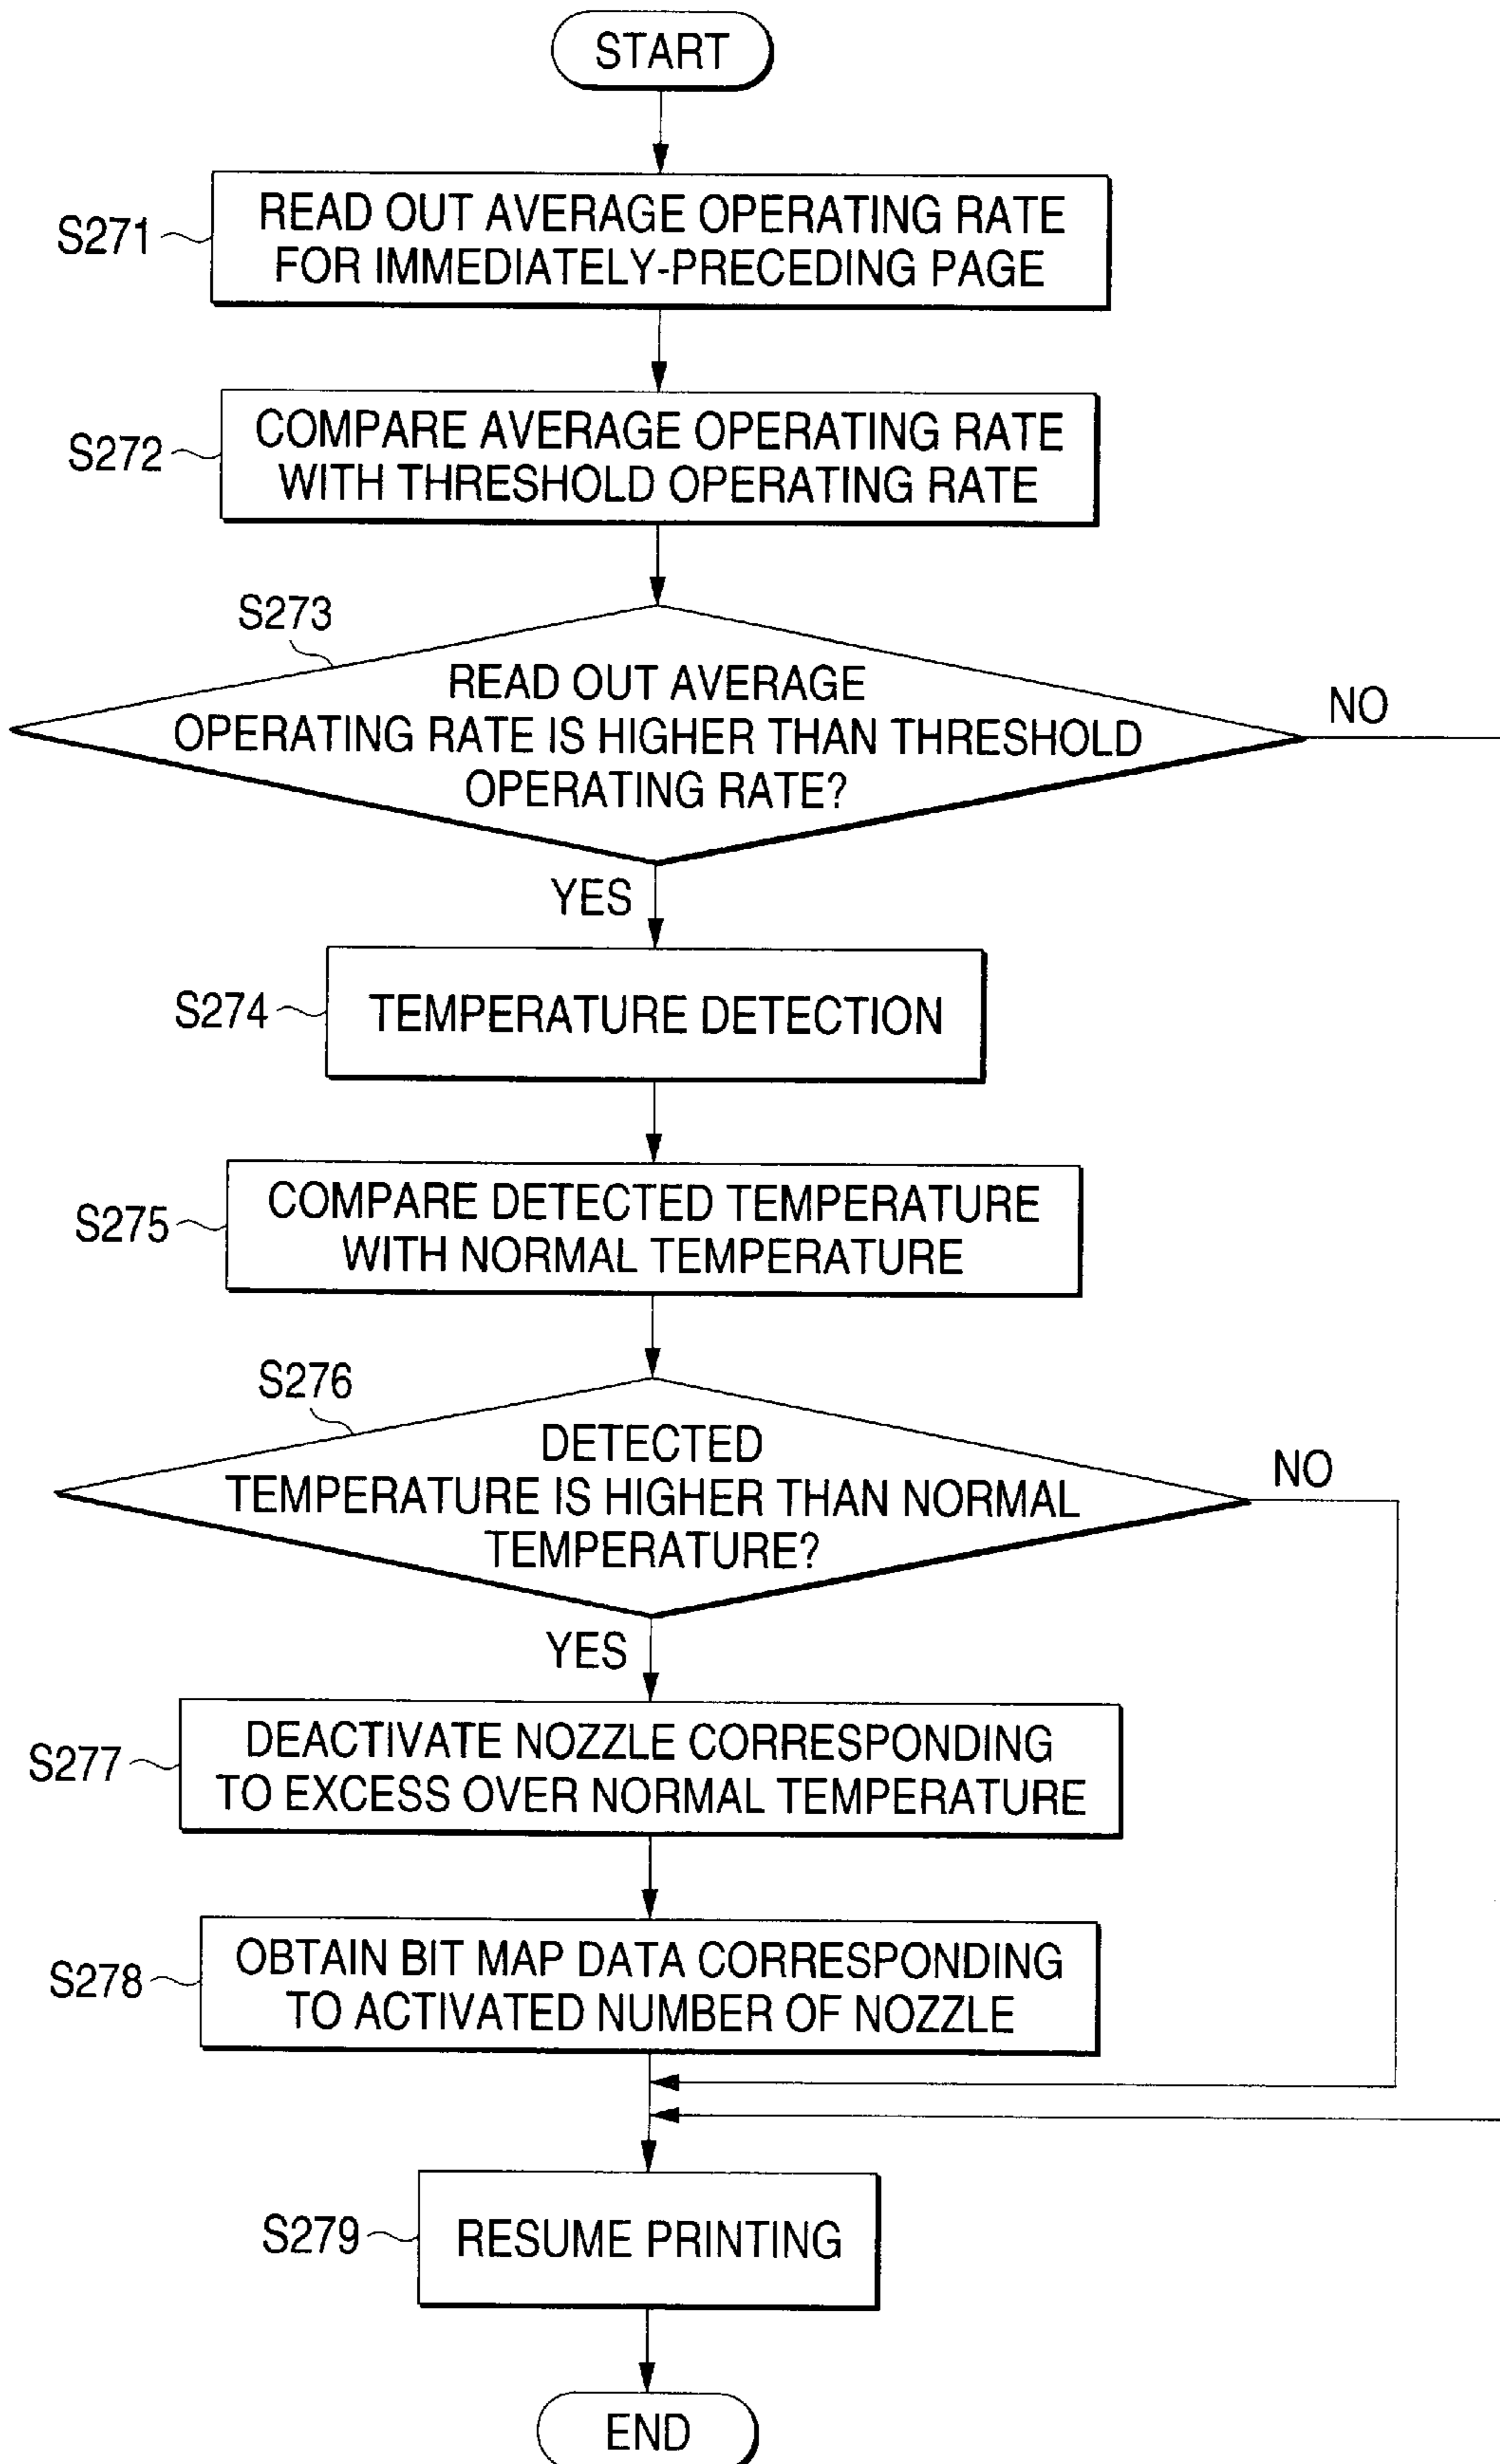 START
S271
READ OUT AVERAGE OPERATING RATE
FOR IMMEDIATELY-PRECEDING PAGE
S272
COMPARE AVERAGE OPERATING RATE
WITH THRESHOLD OPERATING RATE
S273
READ OUT AVERAGE
OPERATING RATE IS HIGHER THAN THRESHOLD
OPERATING RATE?
NO
YES
S274
TEMPERATURE DETECTION
S275
COMPARE DETECTED TEMPERATURE
WITH NORMAL TEMPERATURE
S276
DETECTED
TEMPERATURE IS HIGHER THAN NORMAL
TEMPERATURE?
NO
YES
S277
DEACTIVATE NOZZLE CORRESPONDING
TO EXCESS OVER NORMAL TEMPERATURE
S278
OBTAIN BIT MAP DATA CORRESPONDING
TO ACTIVATED NUMBER OF NOZZLE
S279
RESUME PRINTING
END